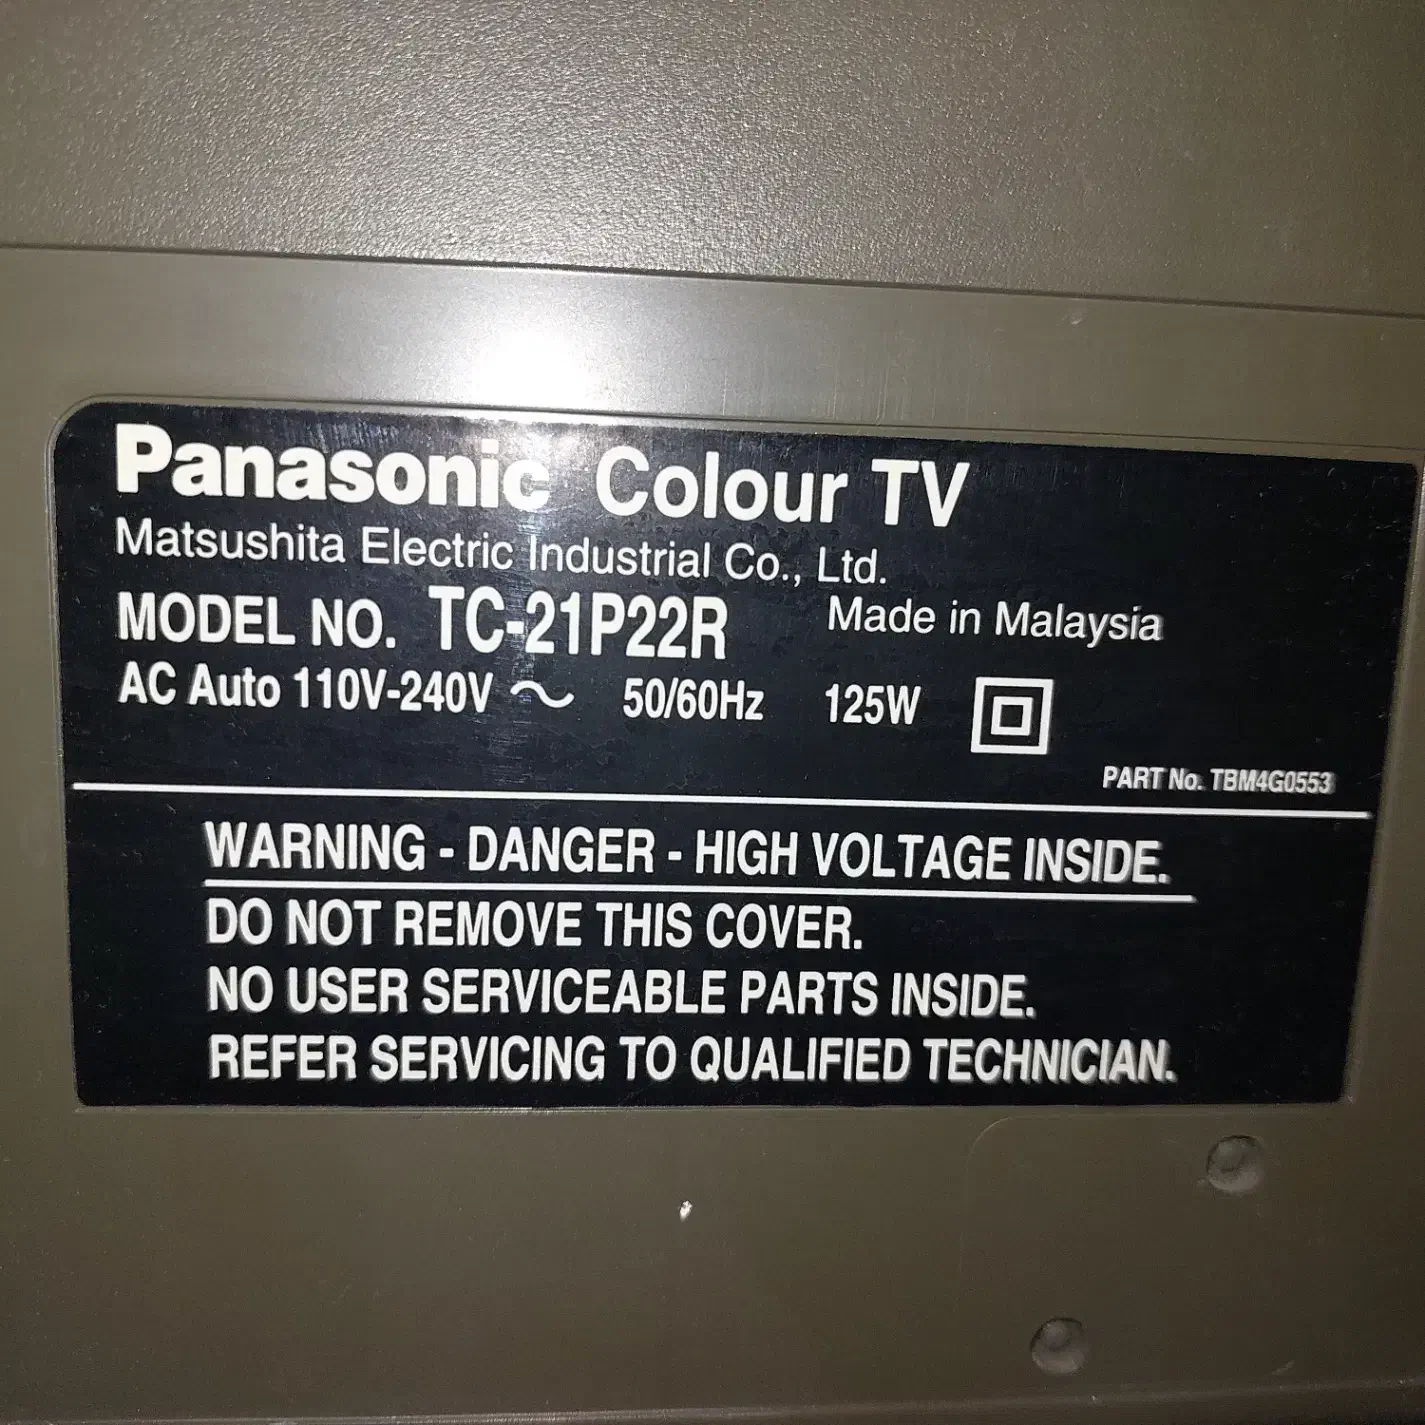 Panasonic Colour TV
Matsushita Electric Industrial Co., Ltd.
MODEL NO. TC-21P22R Made in Malaysia
AC Auto 110V-240V ~ 50/60Hz 125W
PART No. TBM4G0553
WARNING - DANGER - HIGH VOLTAGE INSIDE.
DO NOT REMOVE THIS COVER.
NO USER SERVICEABLE PARTS INSIDE.
REFER SERVICING TO QUALIFIED TECHNICIAN.